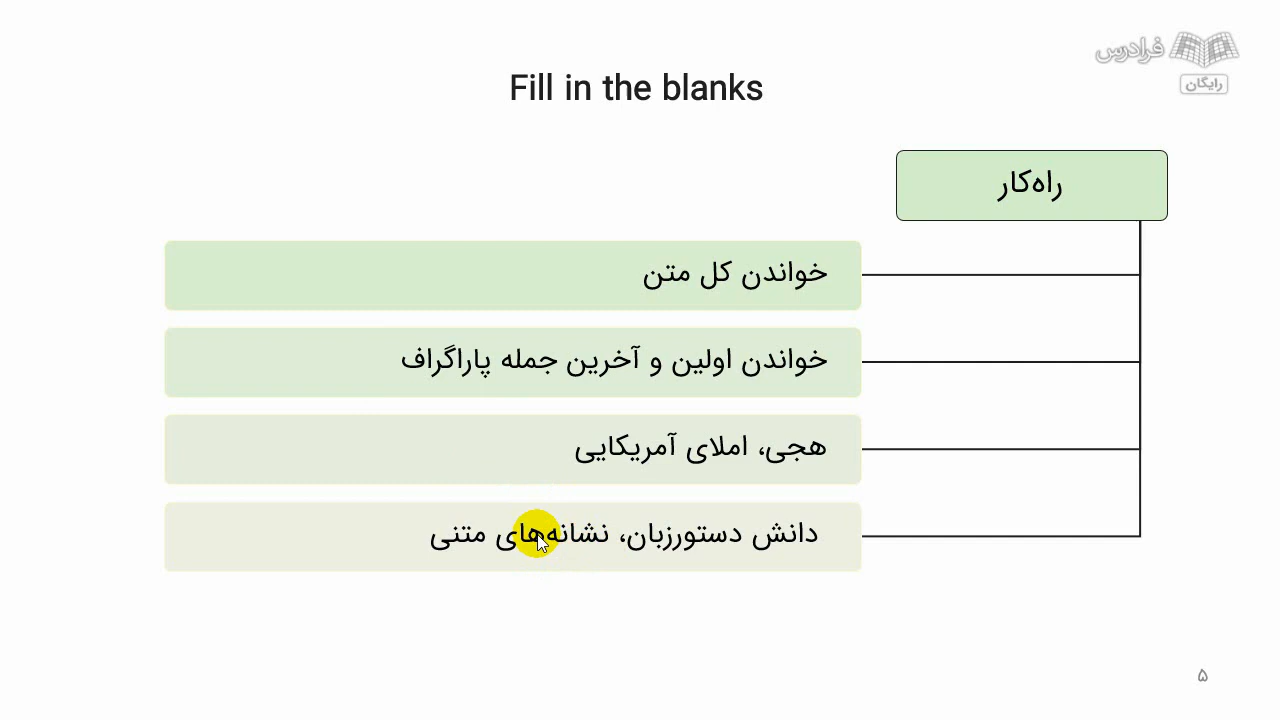 فرادرس
رایگان
Fill in the blanks
راه‌کار
خواندن کل متن
خواندن اولین و آخرین جمله پاراگراف
هجی، املای آمریکایی
دانش دستورزبان، نشانه‌های متنی
۵